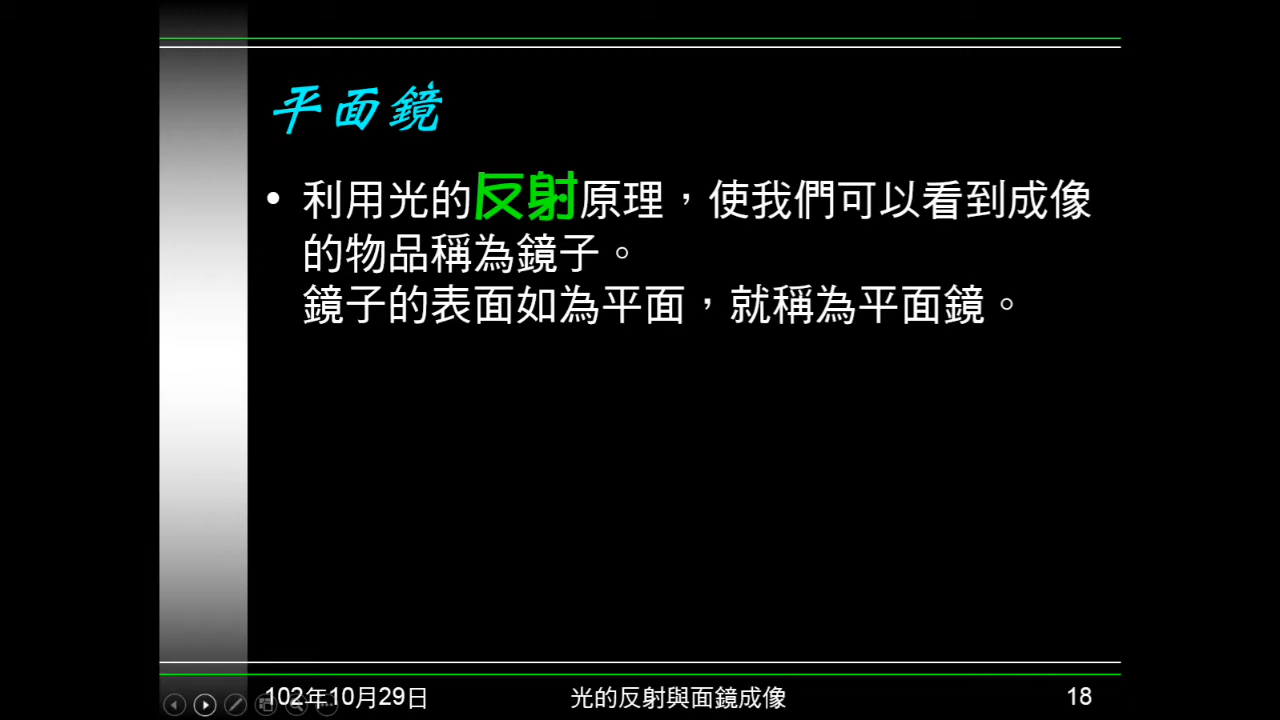 平面鏡
• 利用光的反射原理，使我們可以看到成像
的物品稱為鏡子。
鏡子的表面如為平面，就稱為平面鏡。
102年10月29日
光的反射與面鏡成像
18